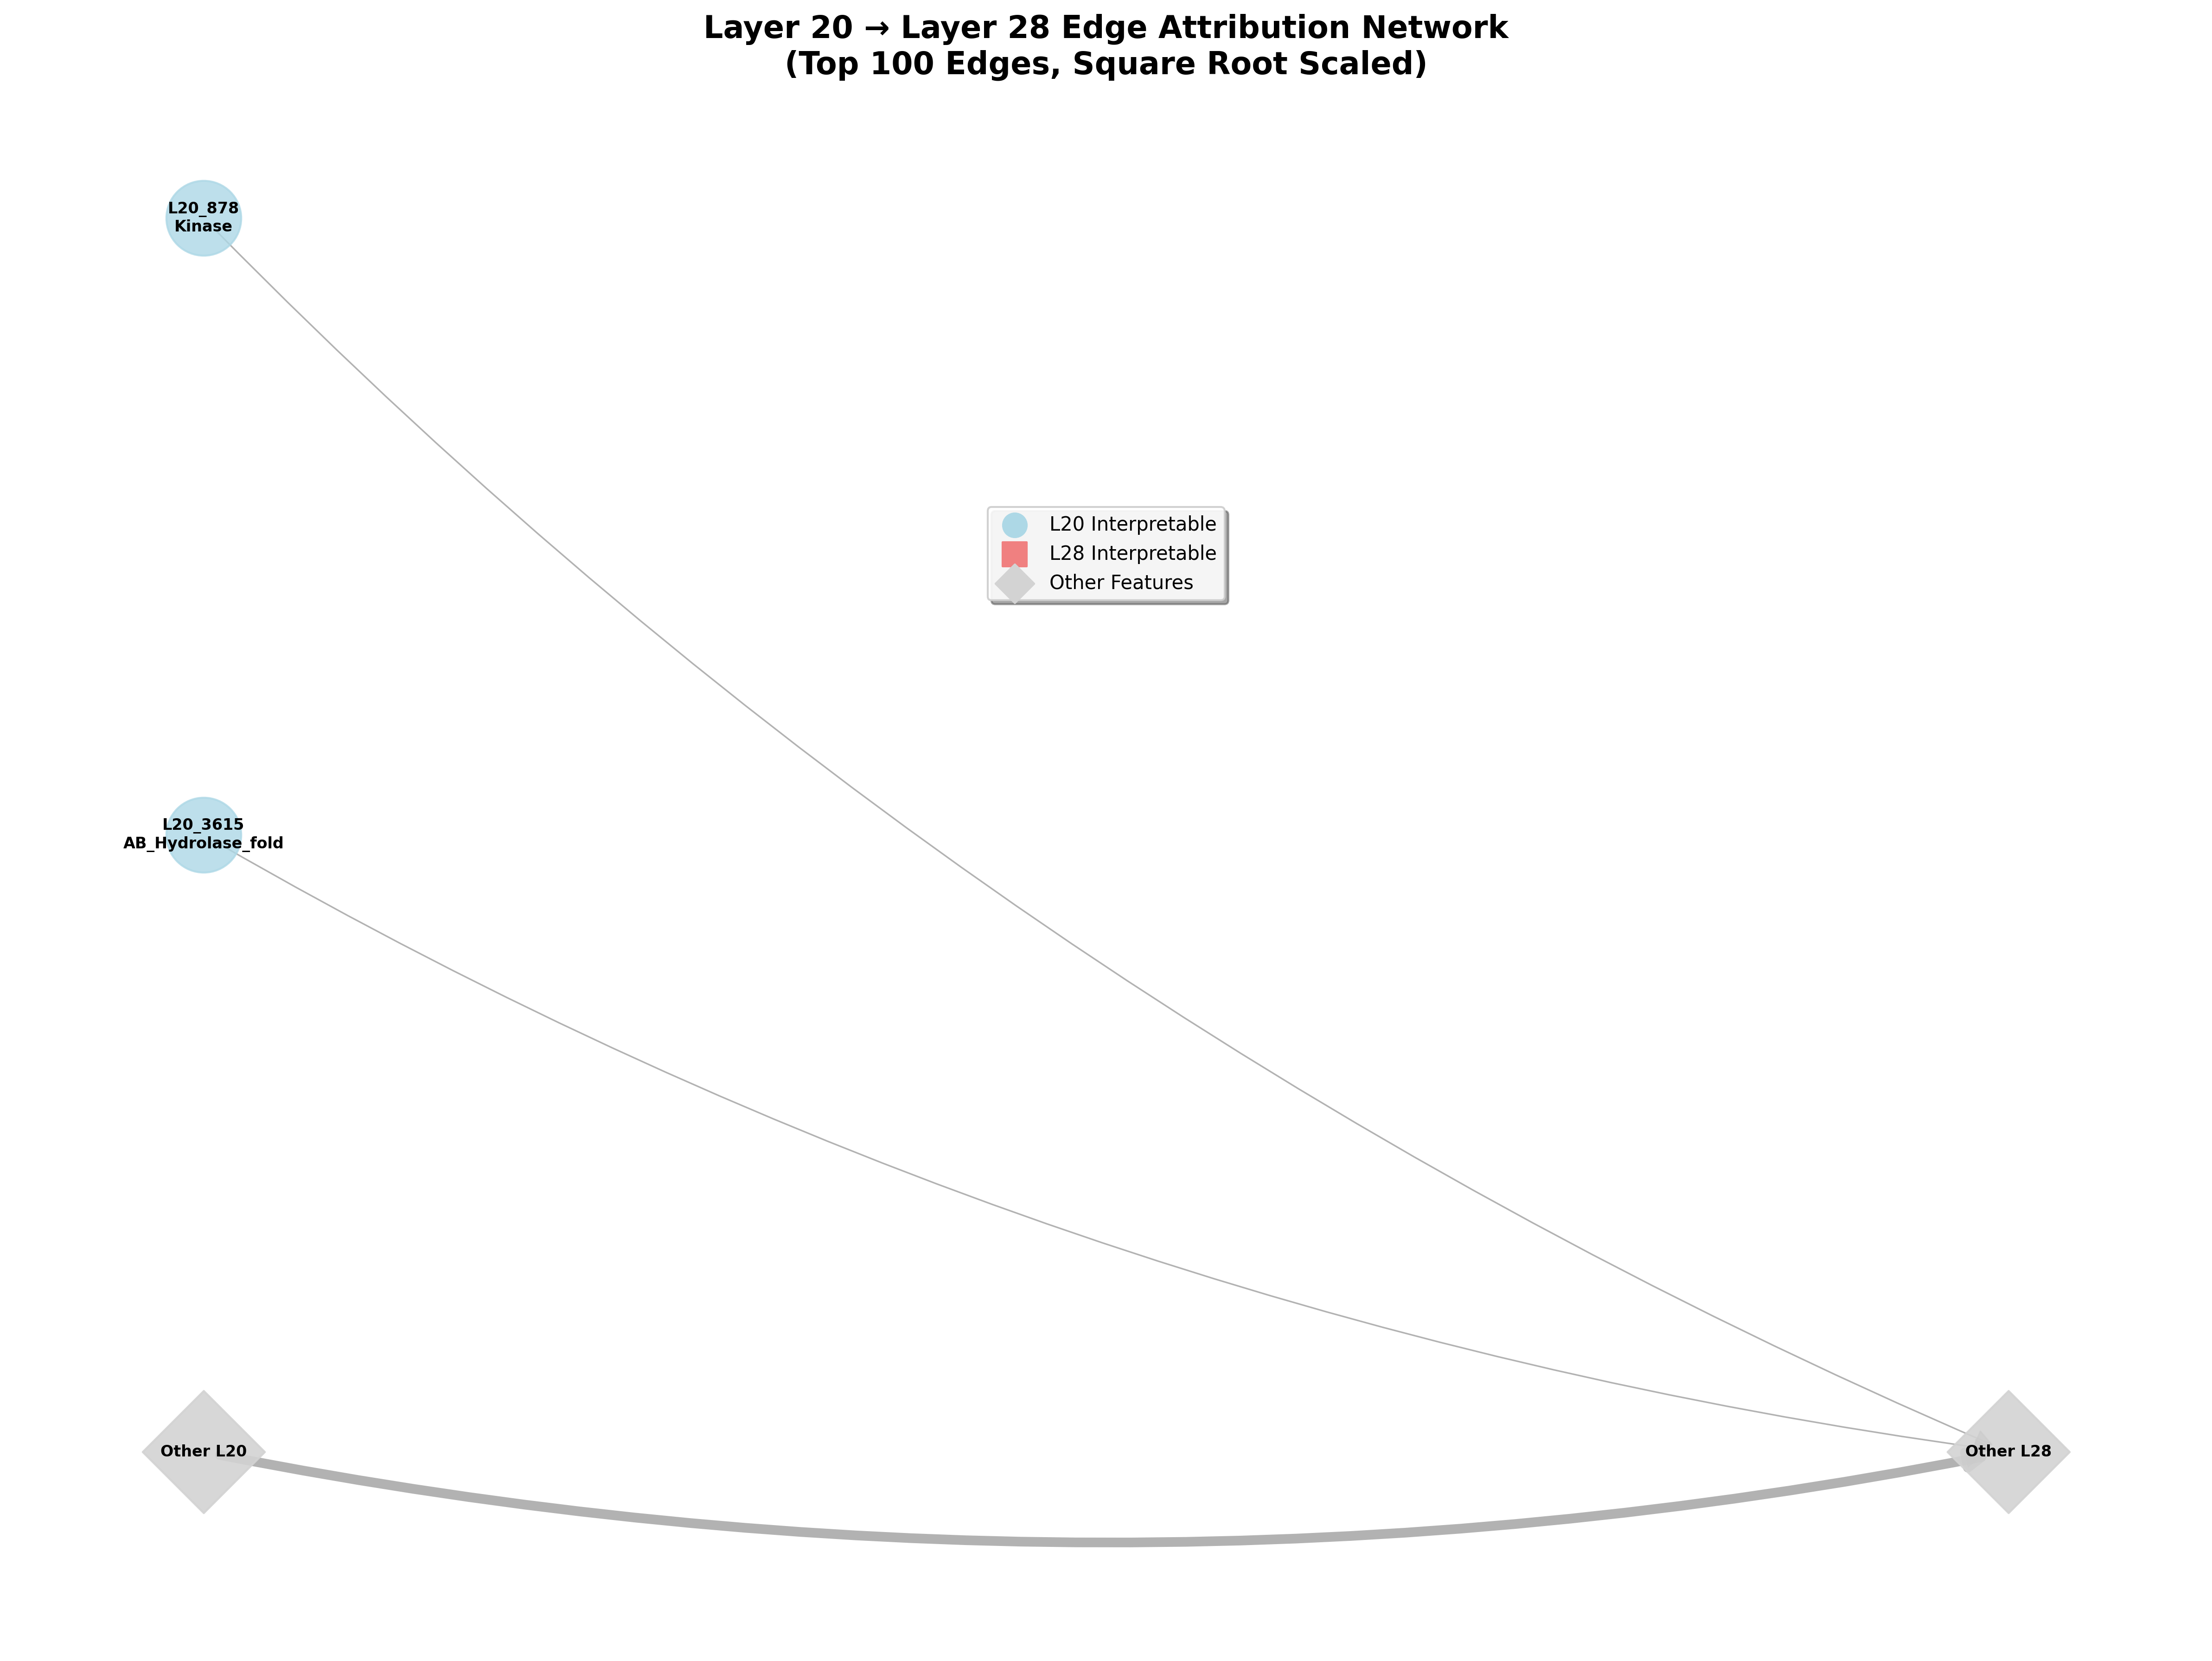 Layer 20 → Layer 28 Edge Attribution Network
(Top 100 Edges, Square Root Scaled)
L20_878
Kinase
L20 Interpretable
L28 Interpretable
Other Features
L20_3615
AB_Hydrolase_fold
Other L20
Other L28